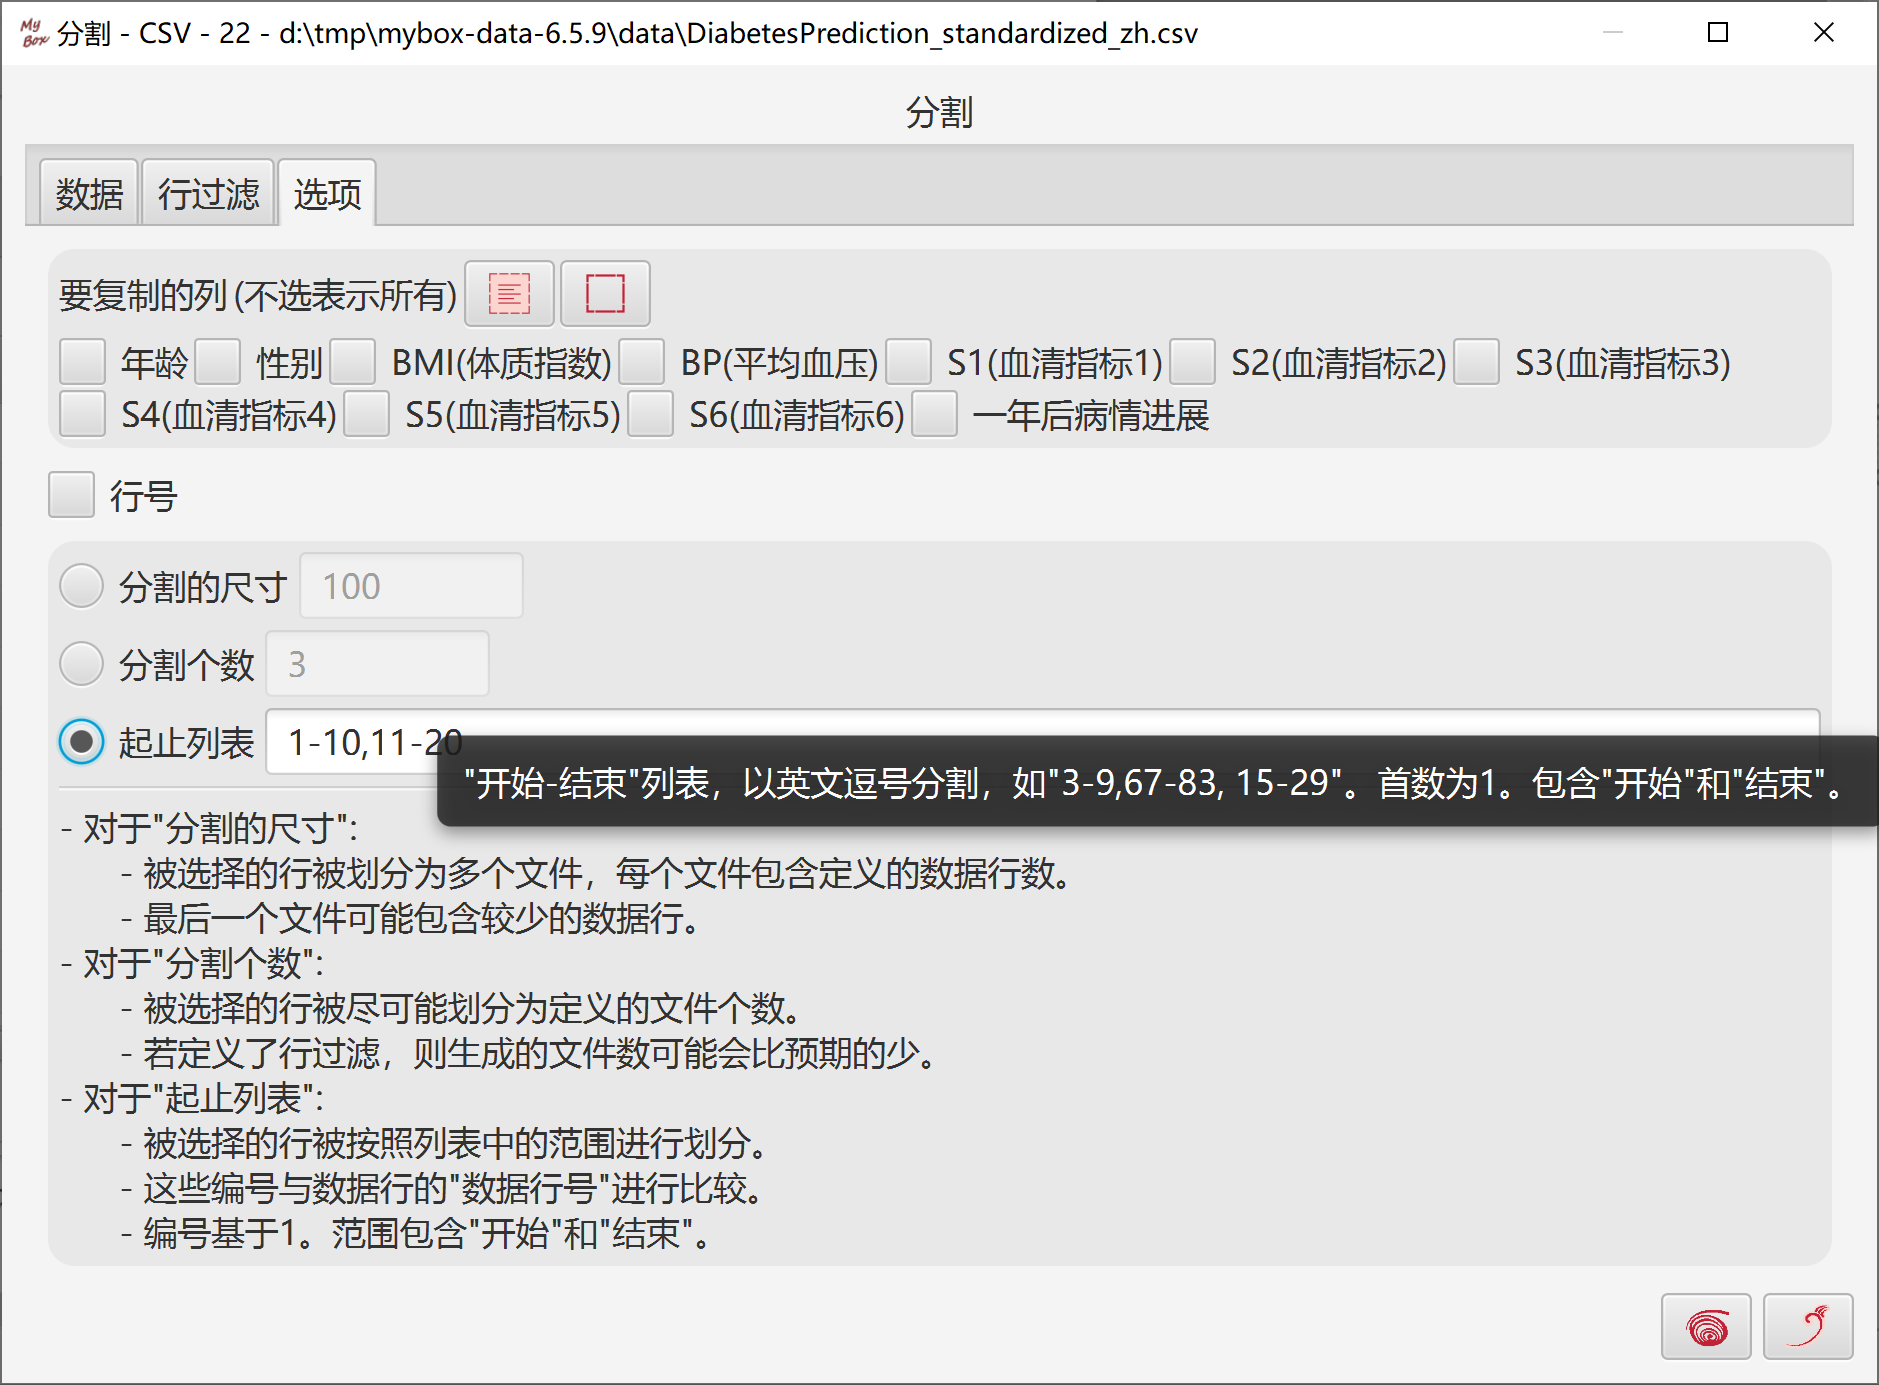 My Box 分割 - CSV - 22 - d:\tmp\mybox-data-6.5.9\data\DiabetesPrediction_standardized_zh.csv
分割
数据 行过滤 选项
要复制的列(不选表示所有)
年龄 性别 BMI(体质指数) BP(平均血压) S1(血清指标1) S2(血清指标2) S3(血清指标3)
S4(血清指标4) S5(血清指标5) S6(血清指标6) 一年后病情进展
行号
分割的尺寸 100
分割个数 3
起止列表 1-10,11-20
"开始-结束"列表，以英文逗号分割，如"3-9,67-83, 15-29"。首数为1。包含"开始"和"结束"。
- 对于"分割的尺寸":
- 被选择的行被划分为多个文件，每个文件包含定义的数据行数。
- 最后一个文件可能包含较少的数据行。
- 对于"分割个数":
- 被选择的行被尽可能划分为定义的文件个数。
- 若定义了行过滤，则生成的文件数可能会比预期的少。
- 对于"起止列表":
- 被选择的行被按照列表中的范围进行划分。
- 这些编号与数据行的"数据行号"进行比较。
- 编号基于1。范围包含"开始"和"结束"。